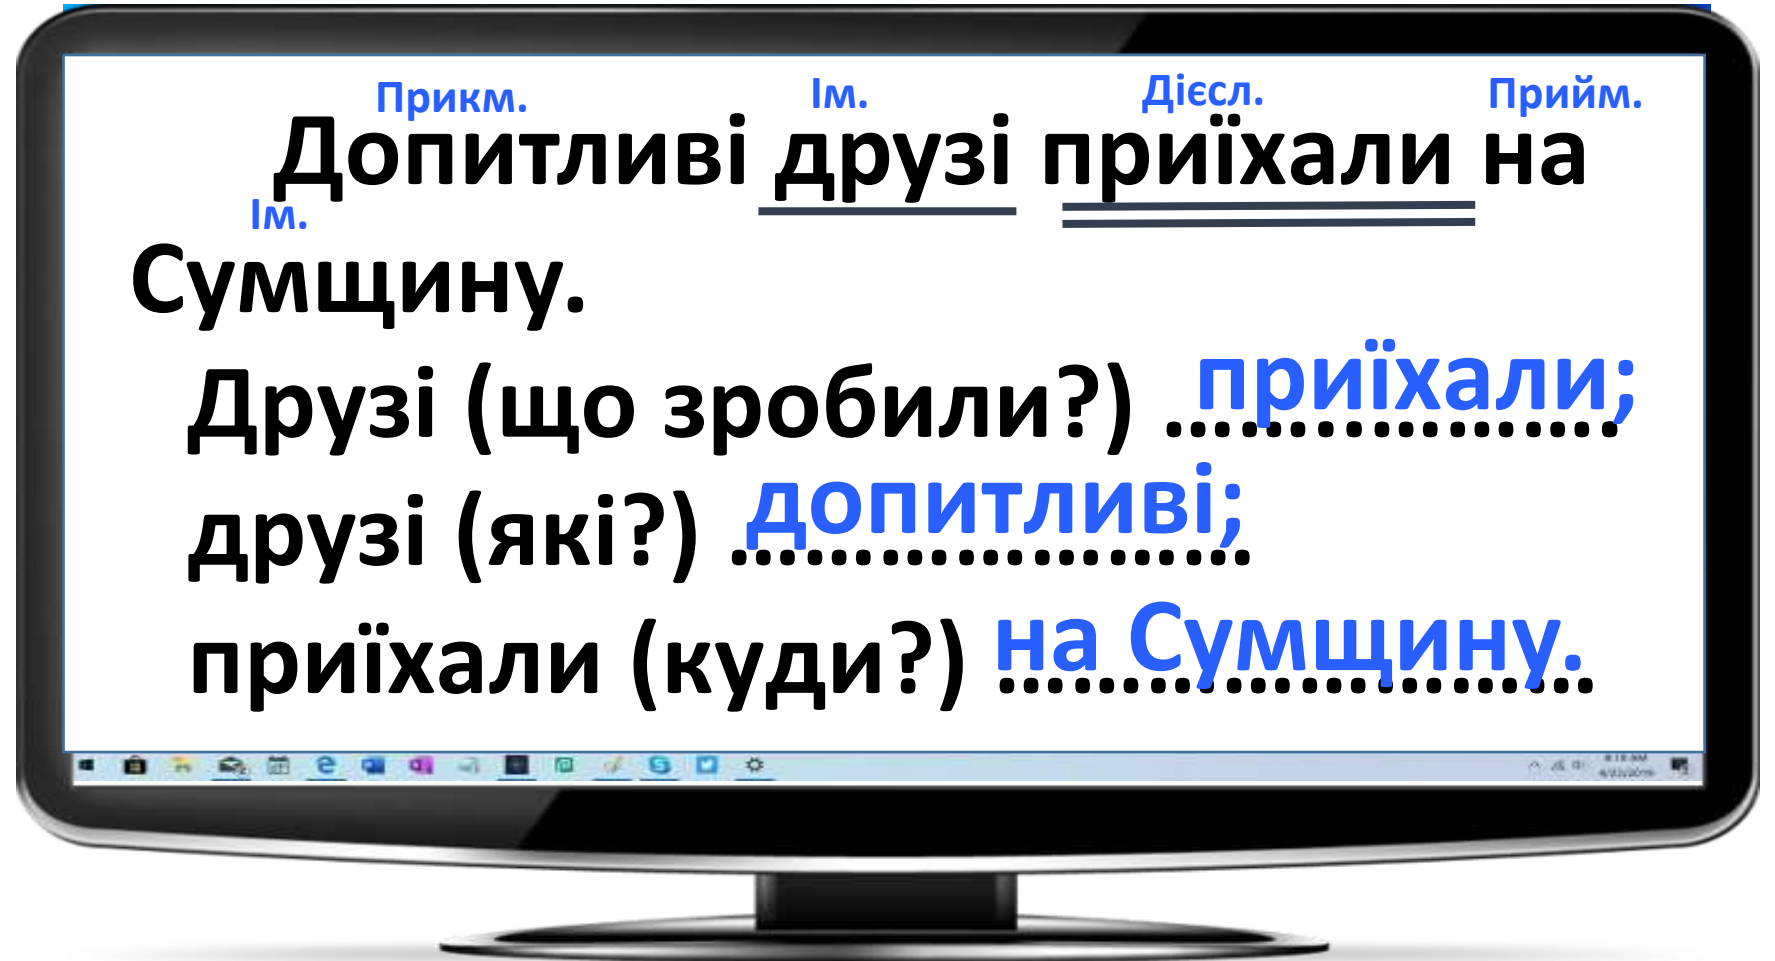 Прикм. Ім. Дієсл. Прийм.
Допитливі друзі приїхали на
Ім.
Сумщину.
Друзі (що зробили?) приїхали;
друзі (які?) допитливі;
приїхали (куди?) на Сумщину.